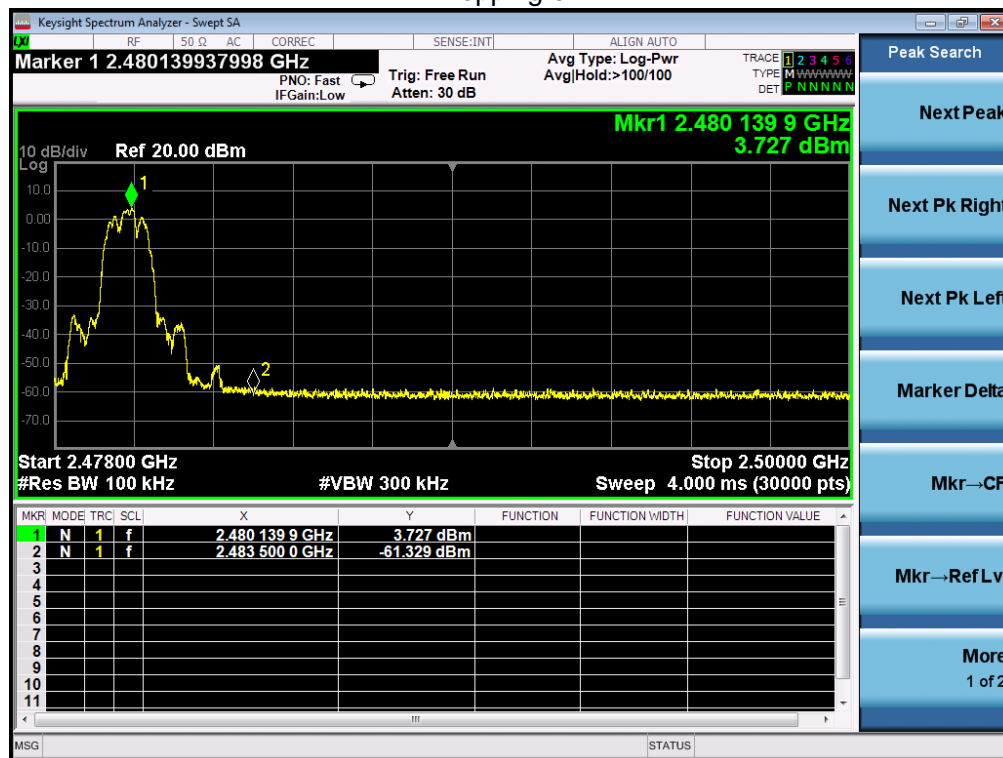 Keysight Spectrum Analyzer - Swept SA
LXI RF 50 Ω AC CORREC SENSE:INT ALIGN AUTO
Marker 1 2.480139937998 GHz
PNO: Fast
IFGain:Low
Trig: Free Run
Atten: 30 dB
Avg Type: Log-Pwr
Avg|Hold:>100/100
TRACE 1 2 3 4 5 6
TYPE M WWWWW
DET P N N N N N
Mkr1 2.480 139 9 GHz
3.727 dBm
10 dB/div Ref 20.00 dBm
Log
10.0
0.00
-10.0
-20.0
-30.0
-40.0
-50.0
-60.0
-70.0
1
2
Start 2.47800 GHz Stop 2.50000 GHz
#Res BW 100 kHz #VBW 300 kHz Sweep 4.000 ms (30000 pts)
MKR MODE TRC SCL X Y FUNCTION FUNCTION WIDTH FUNCTION VALUE
1 N 1 f 2.480 139 9 GHz 3.727 dBm
2 N 1 f 2.483 500 0 GHz -61.329 dBm
3
4
5
6
7
8
9
10
11
MSG STATUS
Peak Search
Next Peak
Next Pk Right
Next Pk Left
Marker Delta
Mkr→CF
Mkr→Ref Lv
More
1 of 2